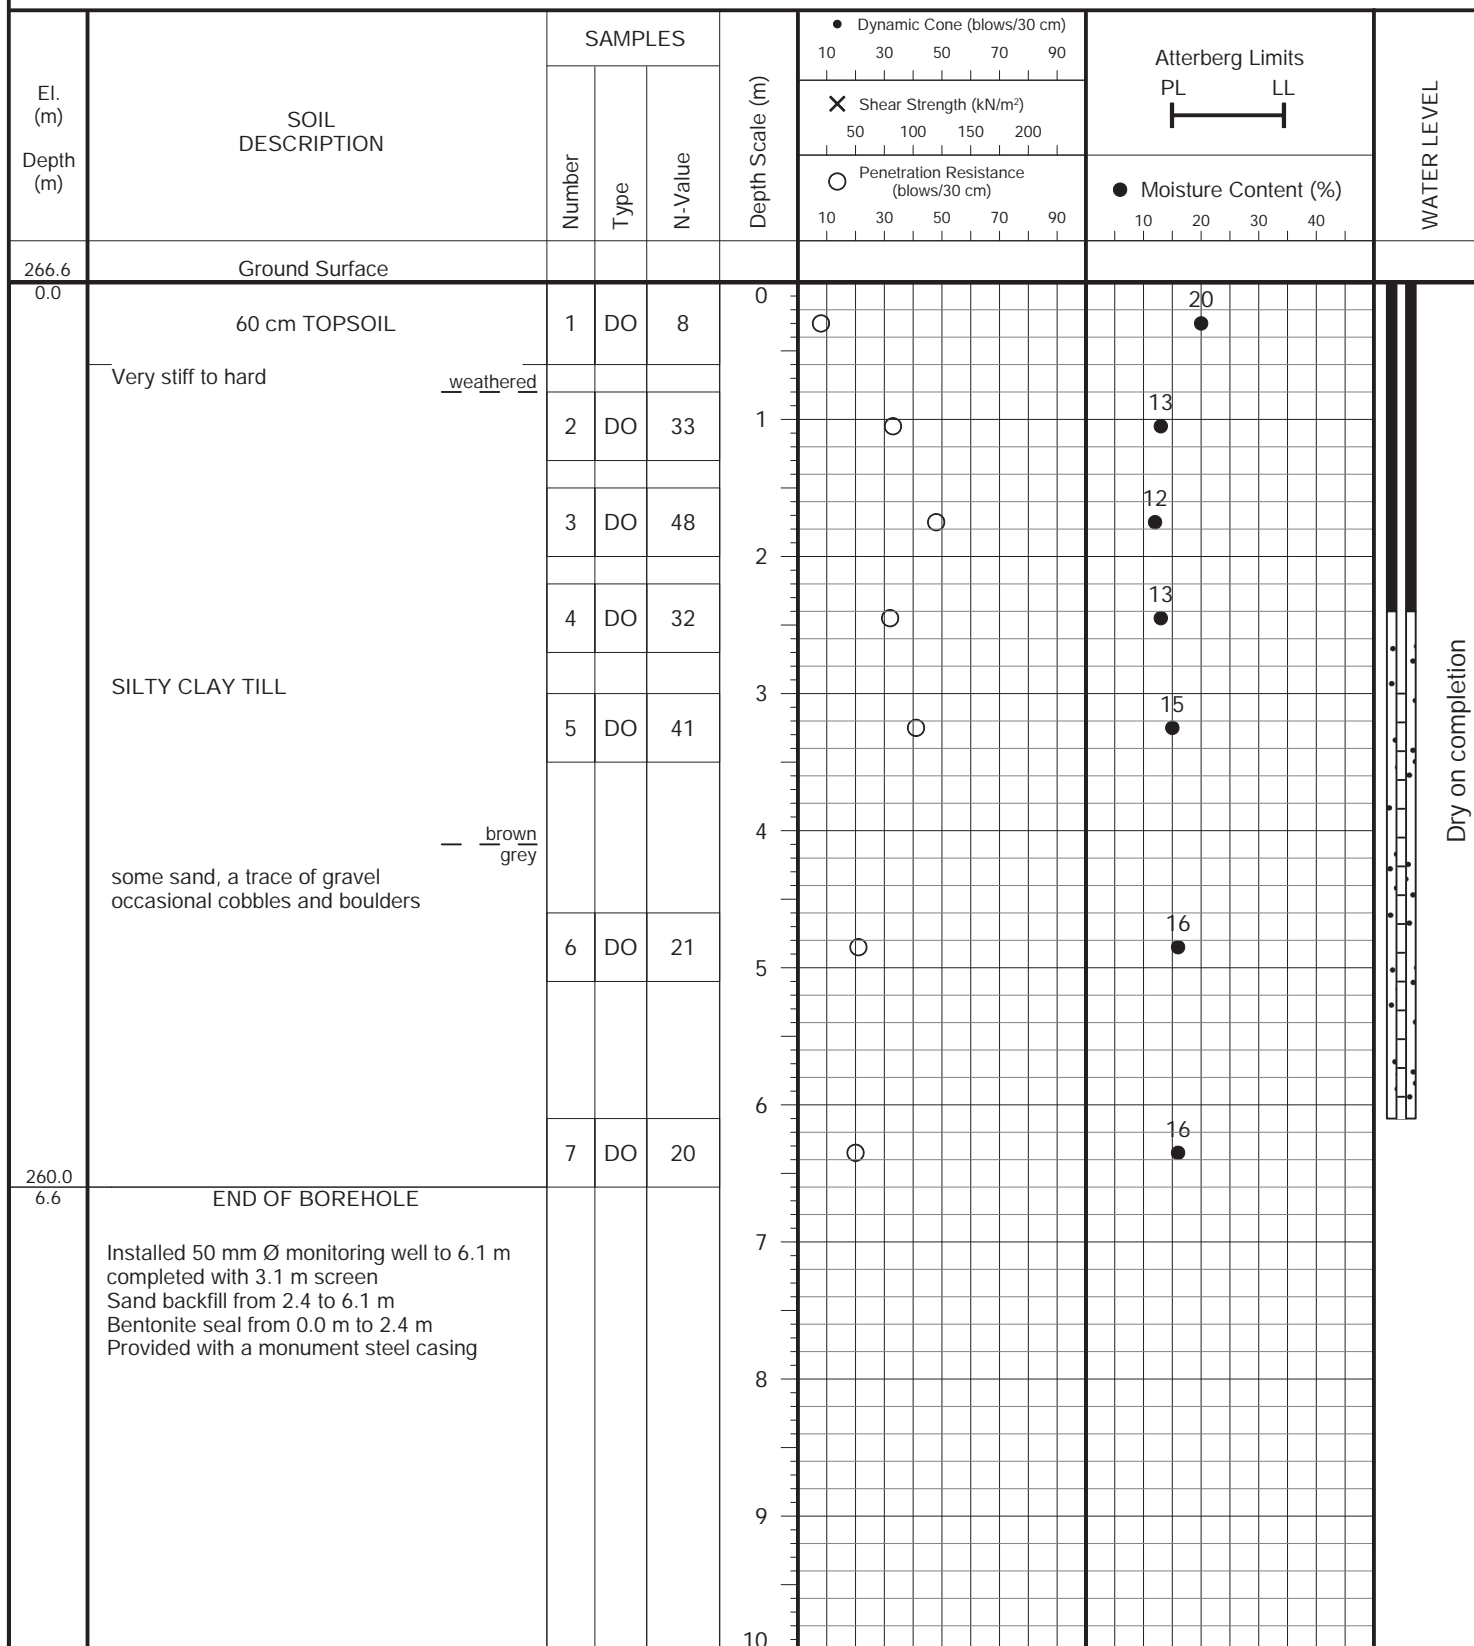 El.
(m)
Depth
(m)
SOIL
DESCRIPTION
SAMPLES
Number
Type
N-Value
Depth Scale (m)
Dynamic Cone (blows/30 cm)
10 30 50 70 90
Shear Strength (kN/m²)
50 100 150 200
Penetration Resistance
(blows/30 cm)
10 30 50 70 90
Atterberg Limits
PL LL
Moisture Content (%)
10 20 30 40
WATER LEVEL
266.6 Ground Surface
0.0
0
20
60 cm TOPSOIL 1 DO 8
Very stiff to hard
weathered
13
1
2 DO 33
12
3 DO 48
2
13
4 DO 32
SILTY CLAY TILL
3
15
5 DO 41
Dry on completion
4
brown
grey
some sand, a trace of gravel
occasional cobbles and boulders
16
6 DO 21
5
6
16
7 DO 20
260.0
6.6
END OF BOREHOLE
7
Installed 50 mm Ø monitoring well to 6.1 m
completed with 3.1 m screen
Sand backfill from 2.4 to 6.1 m
Bentonite seal from 0.0 m to 2.4 m
Provided with a monument steel casing
8
9
10